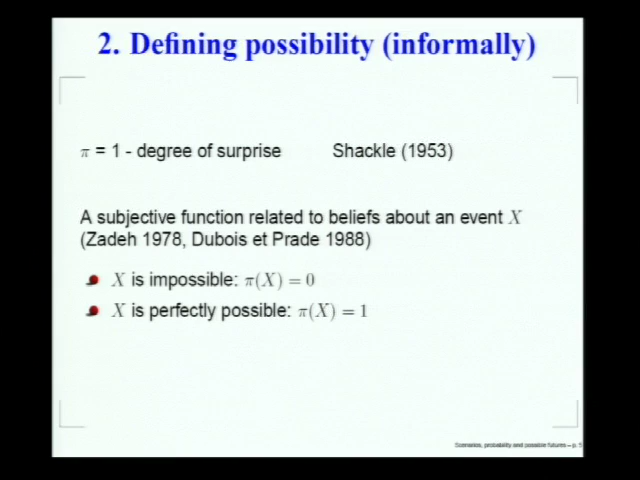 2. Defining possibility (informally)
π = 1 - degree of surprise Shackle (1953)
A subjective function related to beliefs about an event X
(Zadeh 1978, Dubois et Prade 1988)
X is impossible: π(X) = 0
X is perfectly possible: π(X) = 1
Scenarios, probability and possible futures – p. 5